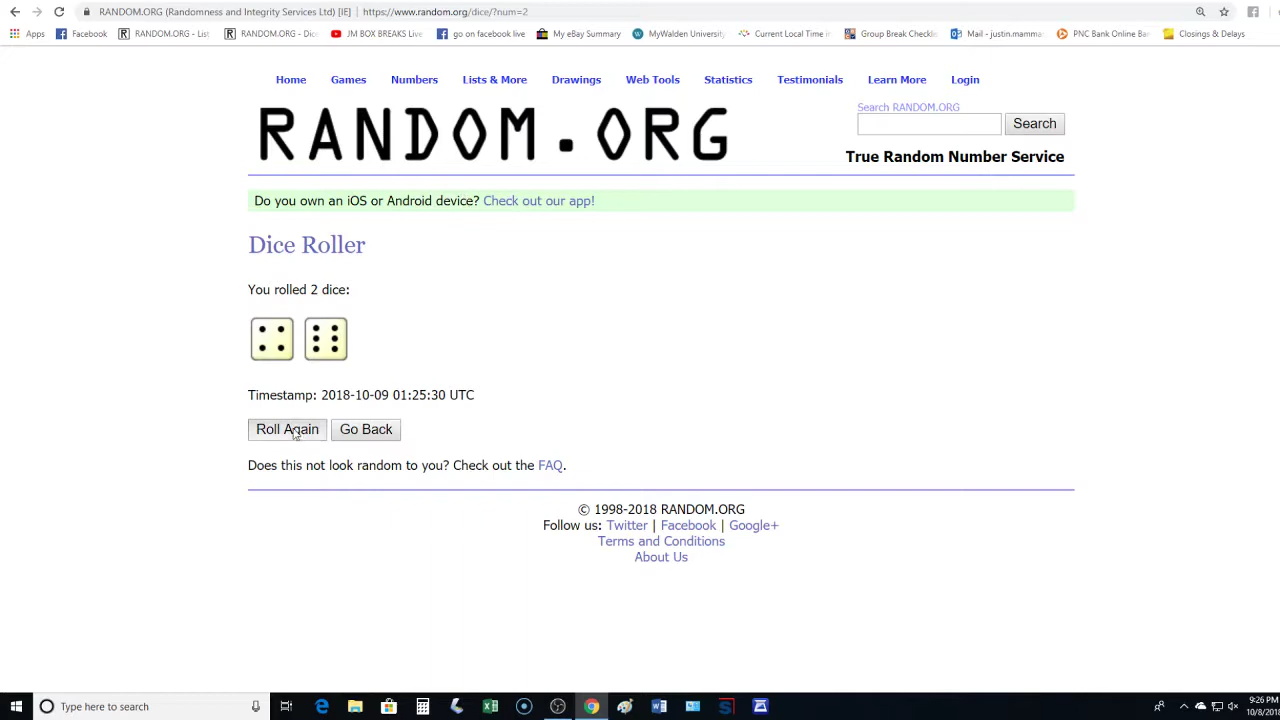 RANDOM.ORG (Randomness and Integrity Services Ltd) [IE] | https://www.random.org/dice/?num=2
Apps Facebook RANDOM.ORG - List RANDOM.ORG - Dice JM BOX BREAKS Live go on facebook live My eBay Summary MyWalden University Current Local Time in Group Break Checklis Mail - justin.mamma PNC Bank Online Ban Closings & Delays
Home Games Numbers Lists & More Drawings Web Tools Statistics Testimonials Learn More Login
RANDOM.ORG
Search RANDOM.ORG
Search
True Random Number Service
Do you own an iOS or Android device? Check out our app!
Dice Roller
You rolled 2 dice:
Timestamp: 2018-10-09 01:25:30 UTC
Roll Again Go Back
Does this not look random to you? Check out the FAQ.
© 1998-2018 RANDOM.ORG
Follow us: Twitter | Facebook | Google+
Terms and Conditions
About Us
Type here to search
9:26 PM
10/8/2018